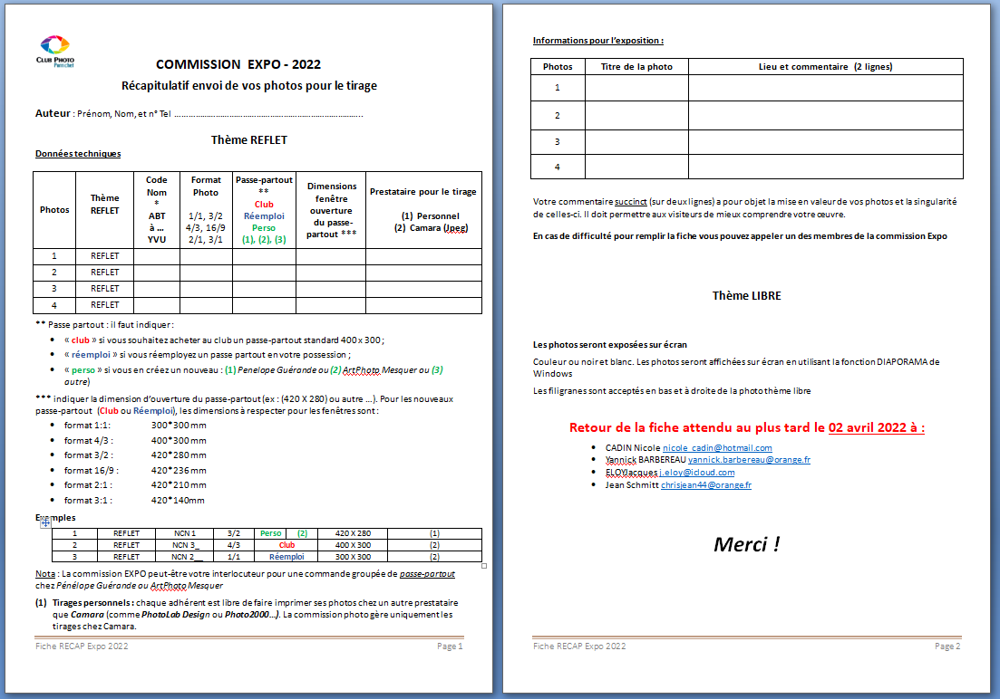 CLUB PHOTO
Pornichet
COMMISSION EXPO - 2022
Récapitulatif envoi de vos photos pour le tirage
Auteur : Prénom, Nom, et n° Tel ……………………………………………………………………..
Thème REFLET
Données techniques
Photos Thème REFLET Code Nom * ABT à … YVU Format Photo 1/1, 3/2 4/3, 16/9 2/1, 3/1 Passe-partout ** Club Réemploi Perso (1), (2), (3) Dimensions fenêtre ouverture du passe-partout *** Prestataire pour le tirage (1) Personnel (2) Camara (Jpeg)
1 REFLET
2 REFLET
3 REFLET
4 REFLET
** Passe partout : il faut indiquer :
• « club » si vous souhaitez acheter au club un passe-partout standard 400 x 300 ;
• « réemploi » si vous réemployez un passe partout en votre possession ;
• « perso » si vous en créez un nouveau : (1) Penelope Guérande ou (2) ArtPhoto Mesquer ou (3)
autre)
*** indiquer la dimension d’ouverture du passe-partout (ex : (420 X 280) ou autre …). Pour les nouveaux
passe-partout (Club ou Réemploi), les dimensions à respecter pour les fenêtres sont :
• format 1:1: 300*300 mm
• format 4/3 : 400*300 mm
• format 3/2 : 420*280 mm
• format 16/9 : 420*236 mm
• format 2:1 : 420*210 mm
• format 3:1 : 420*140mm
Exemples
1 REFLET NCN 1 3/2 Perso (2) 420 X 280 (1)
2 REFLET NCN 3_ 4/3 Club 400 X 300 (2)
3 REFLET NCN 2__ 1/1 Réemploi 300 X 300 (2)
Nota : La commission EXPO peut-être votre interlocuteur pour une commande groupée de passe-partout
chez Pénélope Guérande ou ArtPhoto Mesquer
(1) Tirages personnels : chaque adhérent est libre de faire imprimer ses photos chez un autre prestataire
que Camara (comme PhotoLab Design ou Photo2000…). La commission photo gère uniquement les
tirages chez Camara.
Fiche RECAP Expo 2022 Page 1
Informations pour l’exposition :
Photos Titre de la photo Lieu et commentaire (2 lignes)
1
2
3
4
Votre commentaire succinct (sur deux lignes) a pour objet la mise en valeur de vos photos et la singularité
de celles-ci. Il doit permettre aux visiteurs de mieux comprendre votre œuvre.
En cas de difficulté pour remplir la fiche vous pouvez appeler un des membres de la commission Expo
Thème LIBRE
Les photos seront exposées sur écran
Couleur ou noir et blanc. Les photos seront affichées sur écran en utilisant la fonction DIAPORAMA de
Windows
Les filigranes sont acceptés en bas et à droite de la photo thème libre
Retour de la fiche attendu au plus tard le 02 avril 2022 à :
• CADIN Nicole nicole_cadin@hotmail.com
• Yannick BARBEREAU yannick.barbereau@orange.fr
• ELOYJacques j.eloy@icloud.com
• Jean Schmitt chrisjean44@orange.fr
Merci !
Fiche RECAP Expo 2022 Page 2